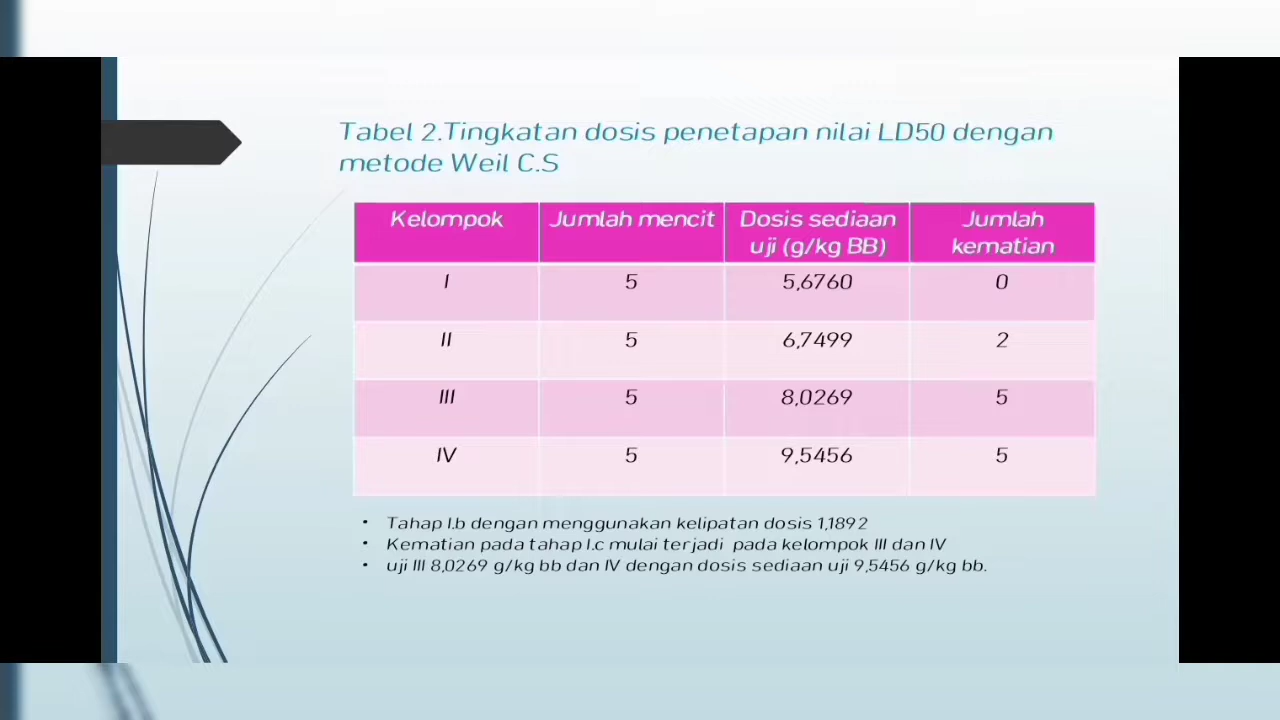 Tabel 2.Tingkatan dosis penetapan nilai LD50 dengan
metode Weil C.S
Kelompok Jumlah mencit Dosis sediaan uji (g/kg BB) Jumlah kematian
I 5 5,6760 0
II 5 6,7499 2
III 5 8,0269 5
IV 5 9,5456 5
• Tahap I.b dengan menggunakan kelipatan dosis 1,1892
• Kematian pada tahap I.c mulai terjadi pada kelompok III dan IV
• uji III 8,0269 g/kg bb dan IV dengan dosis sediaan uji 9,5456 g/kg bb.